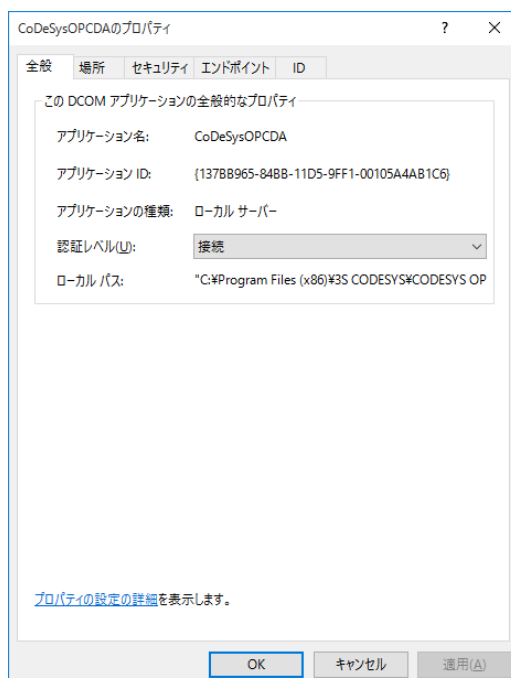 CoDeSysOPCDAのプロパティ ? ×
全般 場所 セキュリティ エンドポイント ID
この DCOM アプリケーションの全般的なプロパティ
アプリケーション名: CoDeSysOPCDA
アプリケーション ID: {137BB965-84BB-11D5-9FF1-00105A4AB1C6}
アプリケーションの種類: ローカル サーバー
認証レベル(U): 接続
ローカル パス: "C:¥Program Files (x86)¥3S CODESYS¥CODESYS OP
プロパティの設定の詳細を表示します。
OK キャンセル 適用(A)